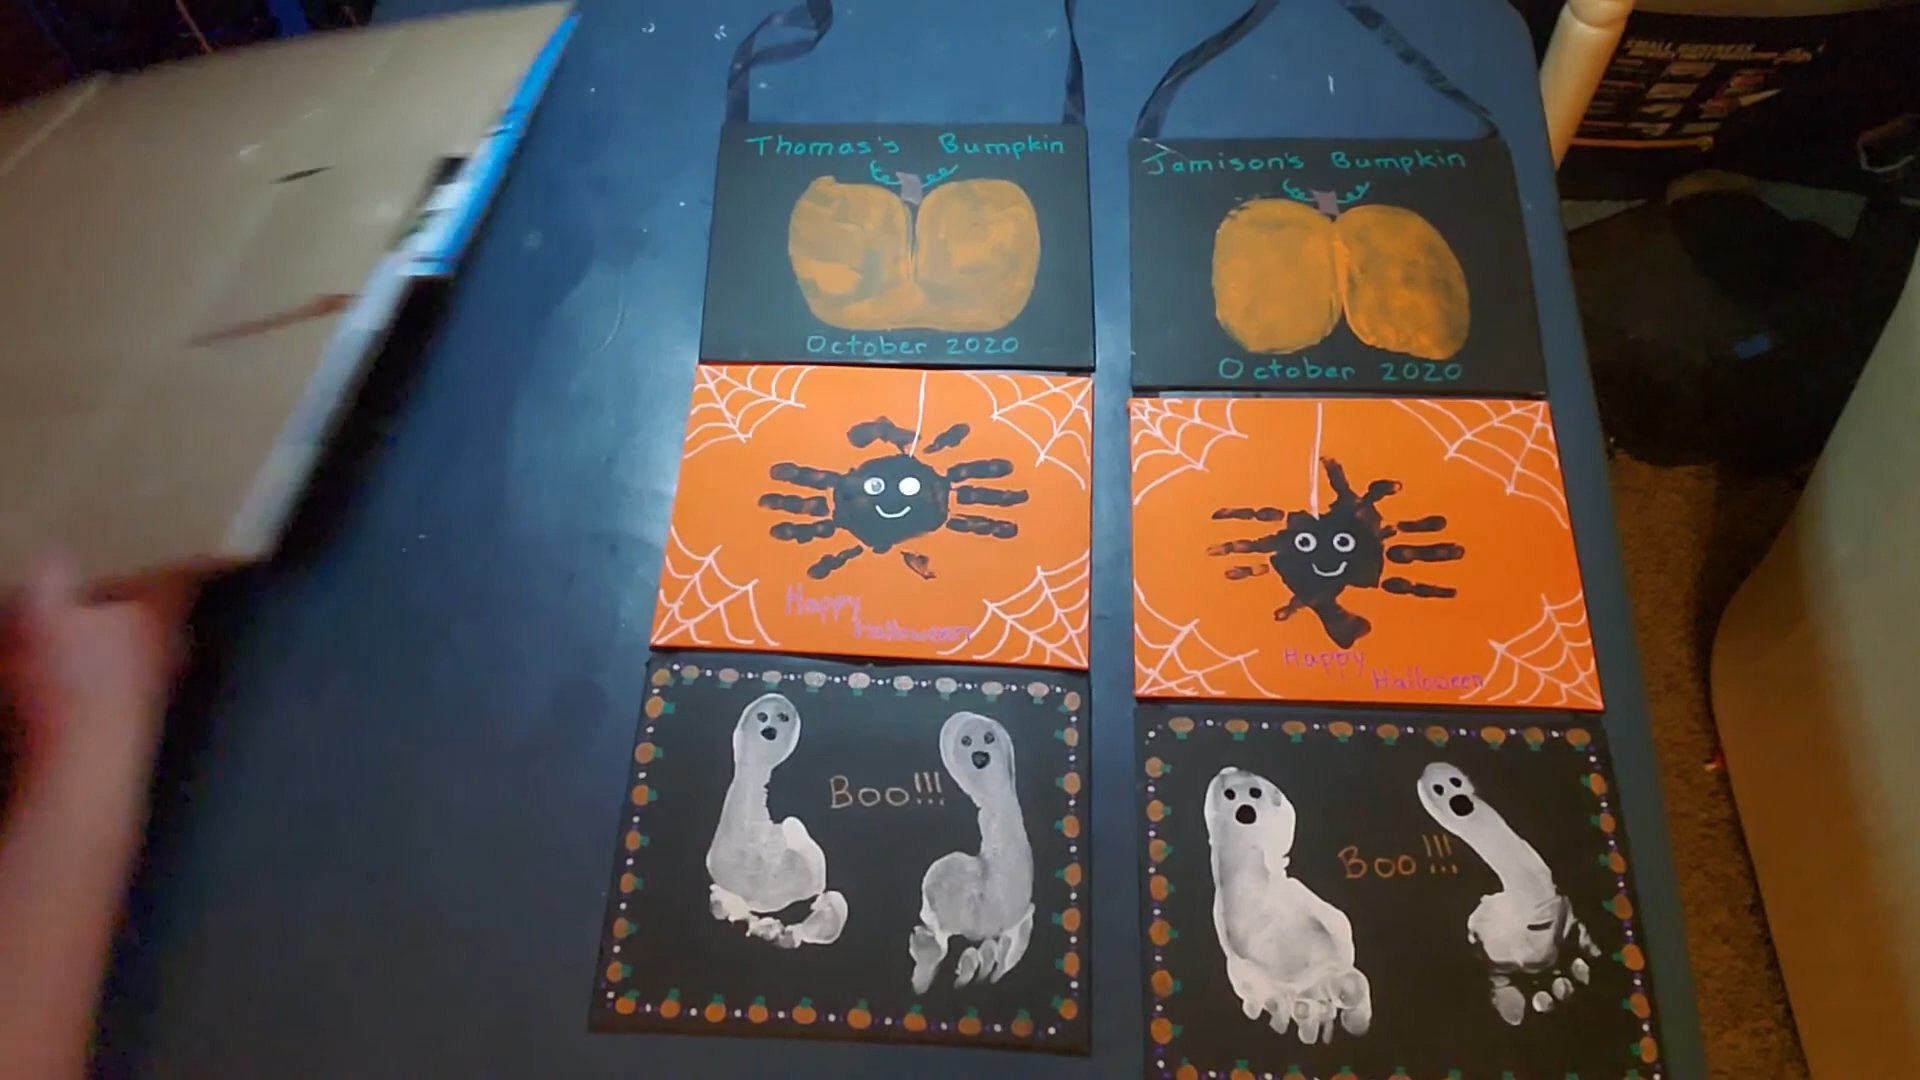 Thomas's Bumpkin
October 2020
Happy
Halloween
Boo!!!
Jamison's Bumpkin
October 2020
Happy
Halloween
Boo!!!